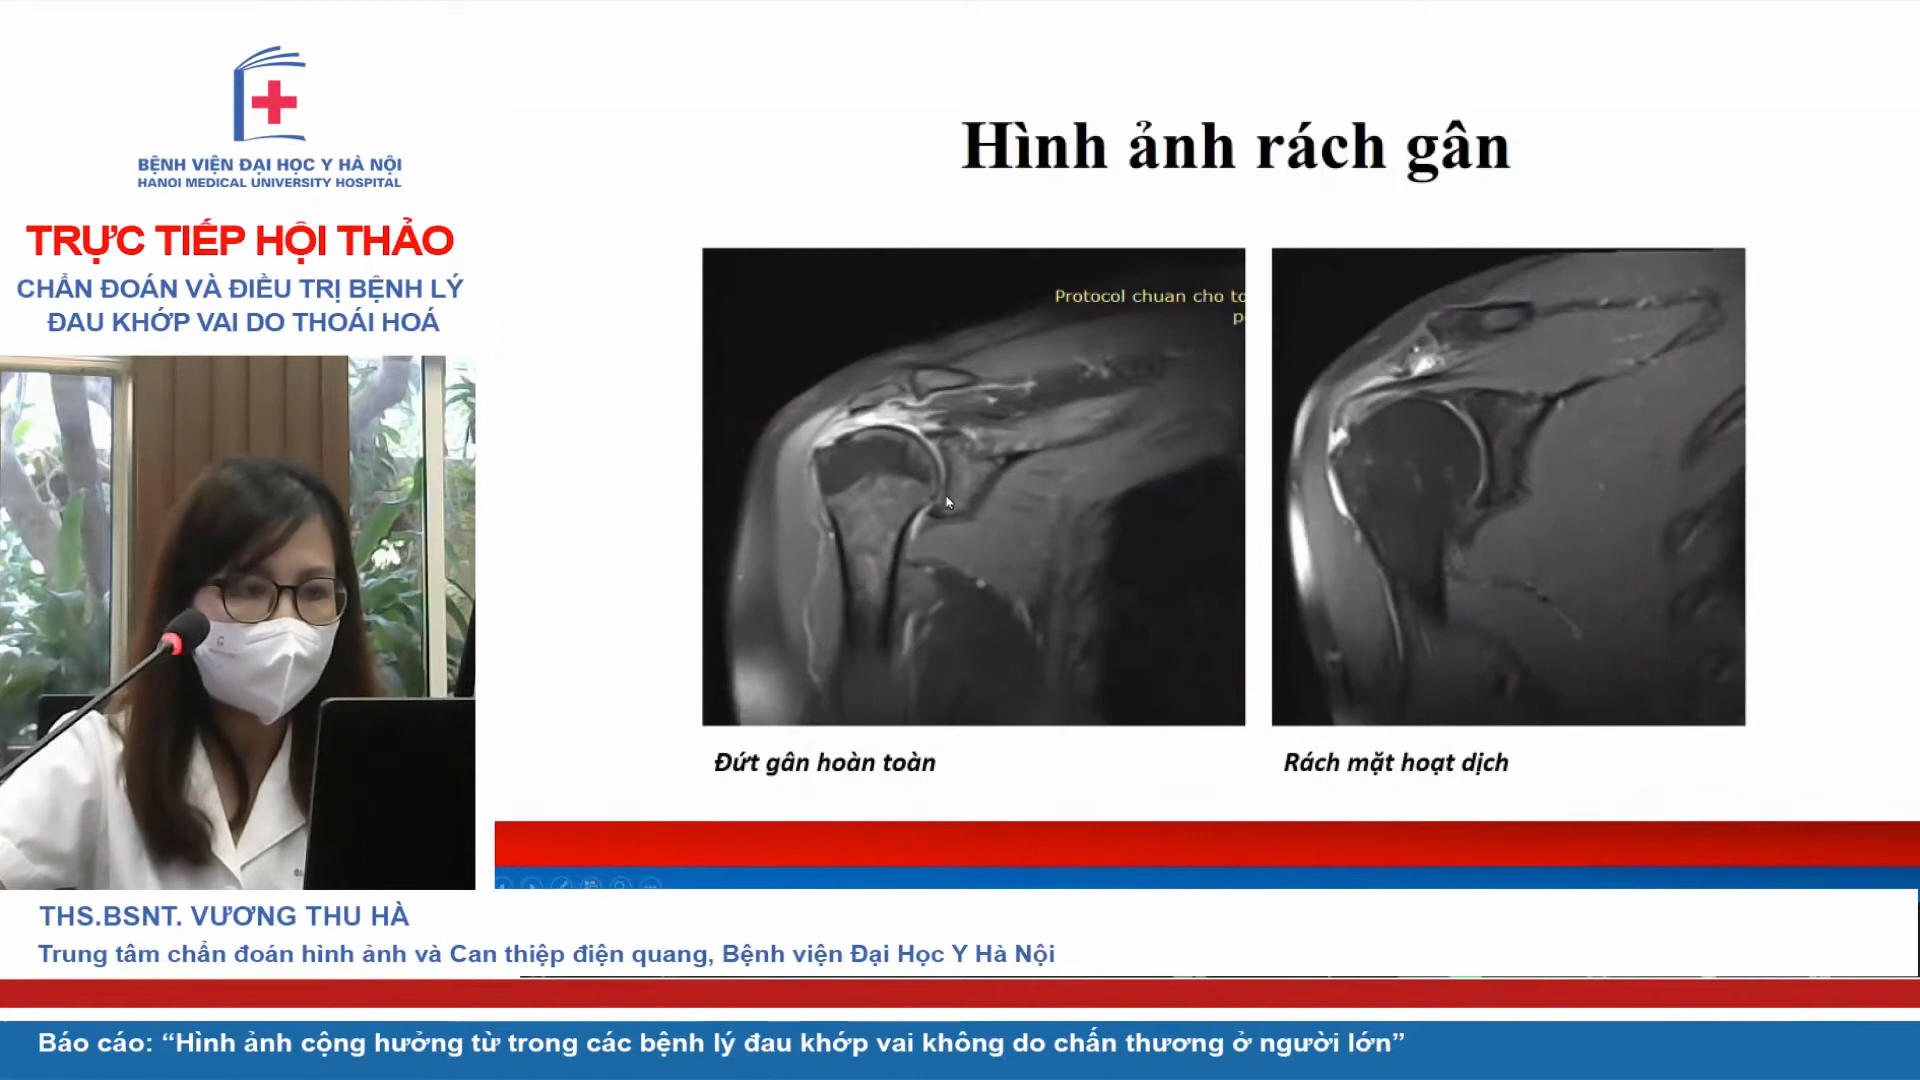 BỆNH VIỆN ĐẠI HỌC Y HÀ NỘI
HANOI MEDICAL UNIVERSITY HOSPITAL
TRỰC TIẾP HỘI THẢO
CHẨN ĐOÁN VÀ ĐIỀU TRỊ BỆNH LÝ
ĐAU KHỚP VAI DO THOÁI HOÁ
Hình ảnh rách gân
Protocol chuan cho to
p
Đứt gân hoàn toàn
Rách mặt hoạt dịch
THS.BSNT. VƯƠNG THU HÀ
Trung tâm chẩn đoán hình ảnh và Can thiệp điện quang, Bệnh viện Đại Học Y Hà Nội
Báo cáo: “Hình ảnh cộng hưởng từ trong các bệnh lý đau khớp vai không do chấn thương ở người lớn”